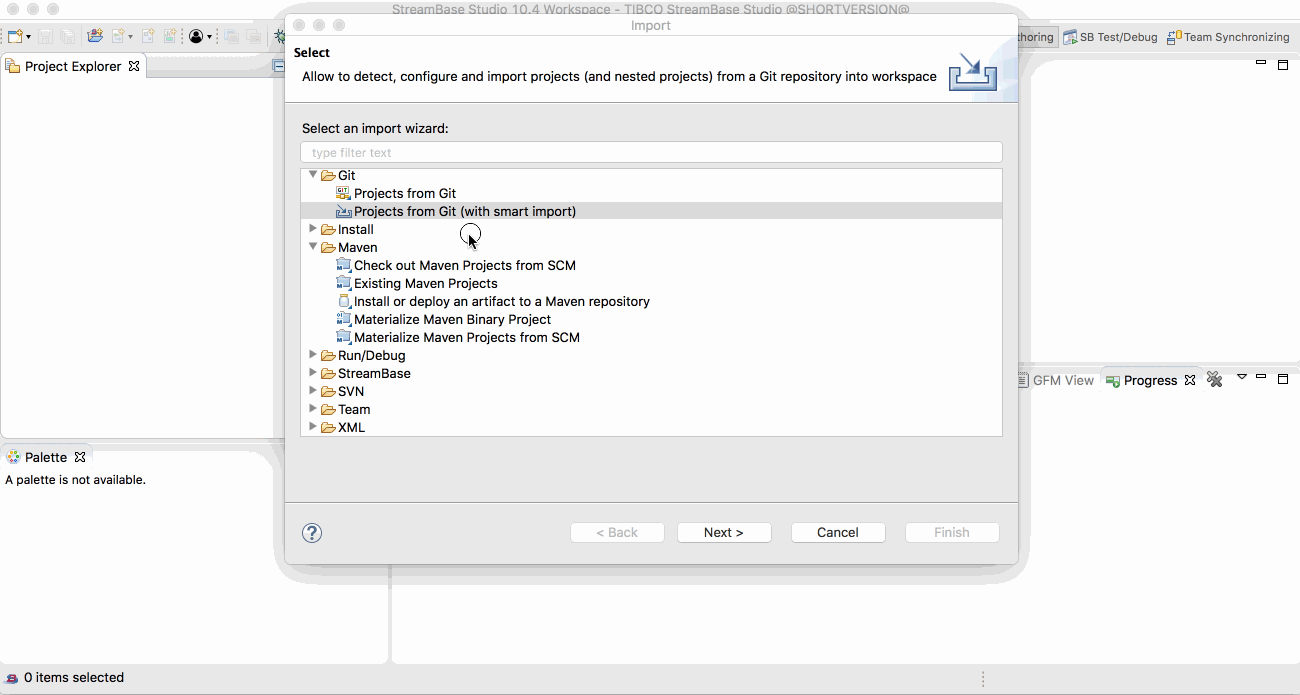 StreamBase Studio 10.4 Workspace - TIBCO StreamBase Studio @SHORTVERSION@
Import
thoring
SB Test/Debug
Team Synchronizing
Project Explorer
Select
Allow to detect, configure and import projects (and nested projects) from a Git repository into workspace
Select an import wizard:
type filter text
Git
GIT Projects from Git
Projects from Git (with smart import)
Install
Maven
Check out Maven Projects from SCM
Existing Maven Projects
Install or deploy an artifact to a Maven repository
Materialize Maven Binary Project
Materialize Maven Projects from SCM
Run/Debug
StreamBase
SVN
Team
XML
GFM View
Progress
Palette
A palette is not available.
?
< Back
Next >
Cancel
Finish
0 items selected